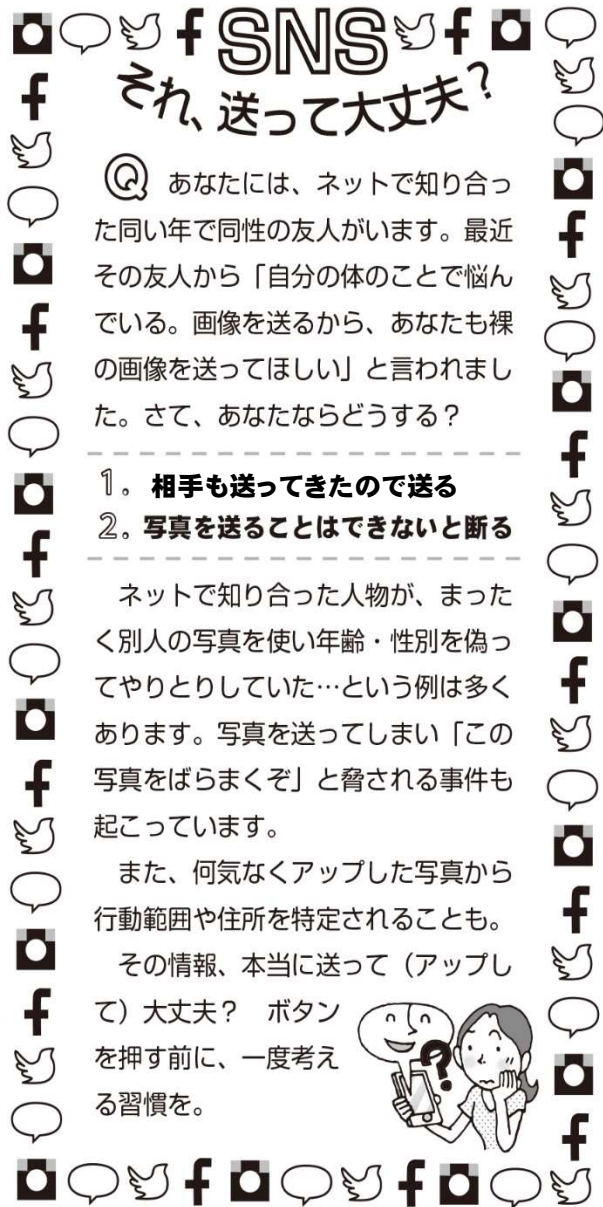 SNS
それ、送って大丈夫？
Q あなたには、ネットで知り合っ
た同い年で同性の友人がいます。最近
その友人から「自分の体のことで悩ん
でいる。画像を送るから、あなたも裸
の画像を送ってほしい」と言われまし
た。さて、あなたならどうする？
1。相手も送ってきたので送る
2。写真を送ることはできないと断る
ネットで知り合った人物が、まった
く別人の写真を使い年齢・性別を偽っ
てやりとりしていた…という例は多く
あります。写真を送ってしまい「この
写真をばらまくぞ」と脅される事件も
起こっています。
また、何気なくアップした写真から
行動範囲や住所を特定されることも。
その情報、本当に送って（アップし
て）大丈夫？　ボタン
を押す前に、一度考え
る習慣を。
?